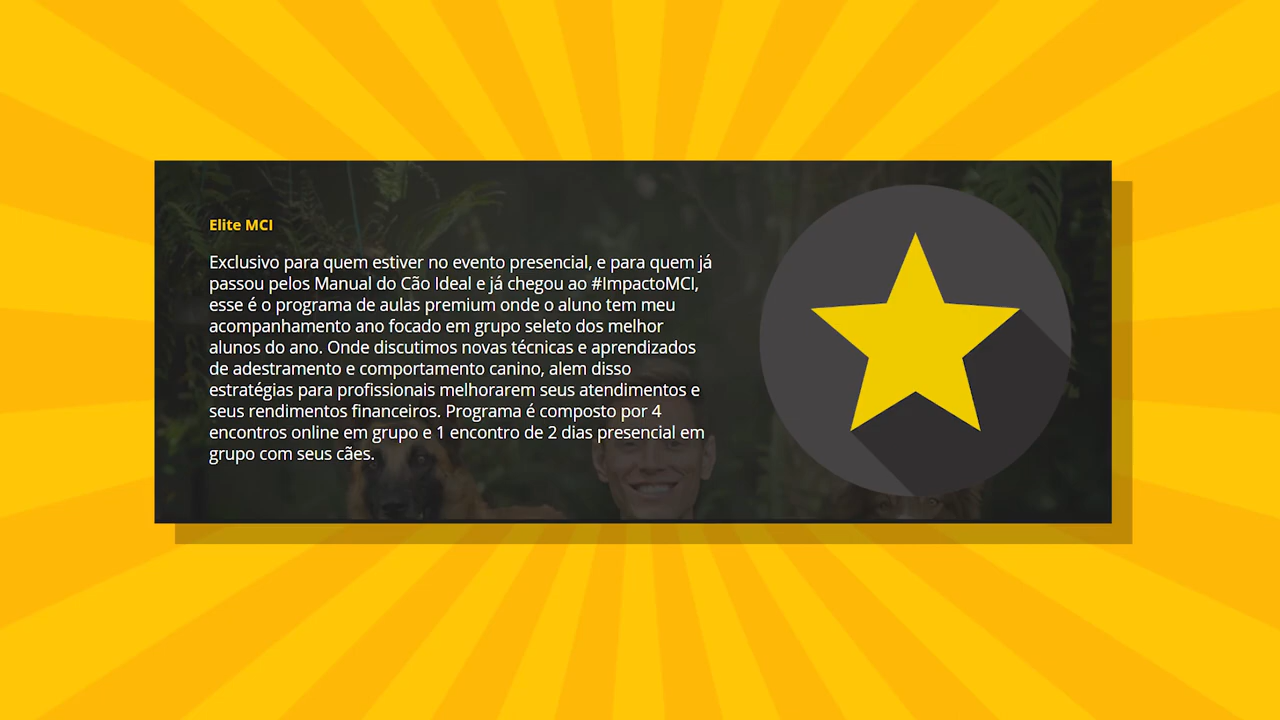 Elite MCI
Exclusivo para quem estiver no evento presencial, e para quem já
passou pelos Manual do Cão Ideal e já chegou ao #ImpactoMCI,
esse é o programa de aulas premium onde o aluno tem meu
acompanhamento ano focado em grupo seleto dos melhor
alunos do ano. Onde discutimos novas técnicas e aprendizados
de adestramento e comportamento canino, alem disso
estratégias para profissionais melhorarem seus atendimentos e
seus rendimentos financeiros. Programa é composto por 4
encontros online em grupo e 1 encontro de 2 dias presencial em
grupo com seus cães.